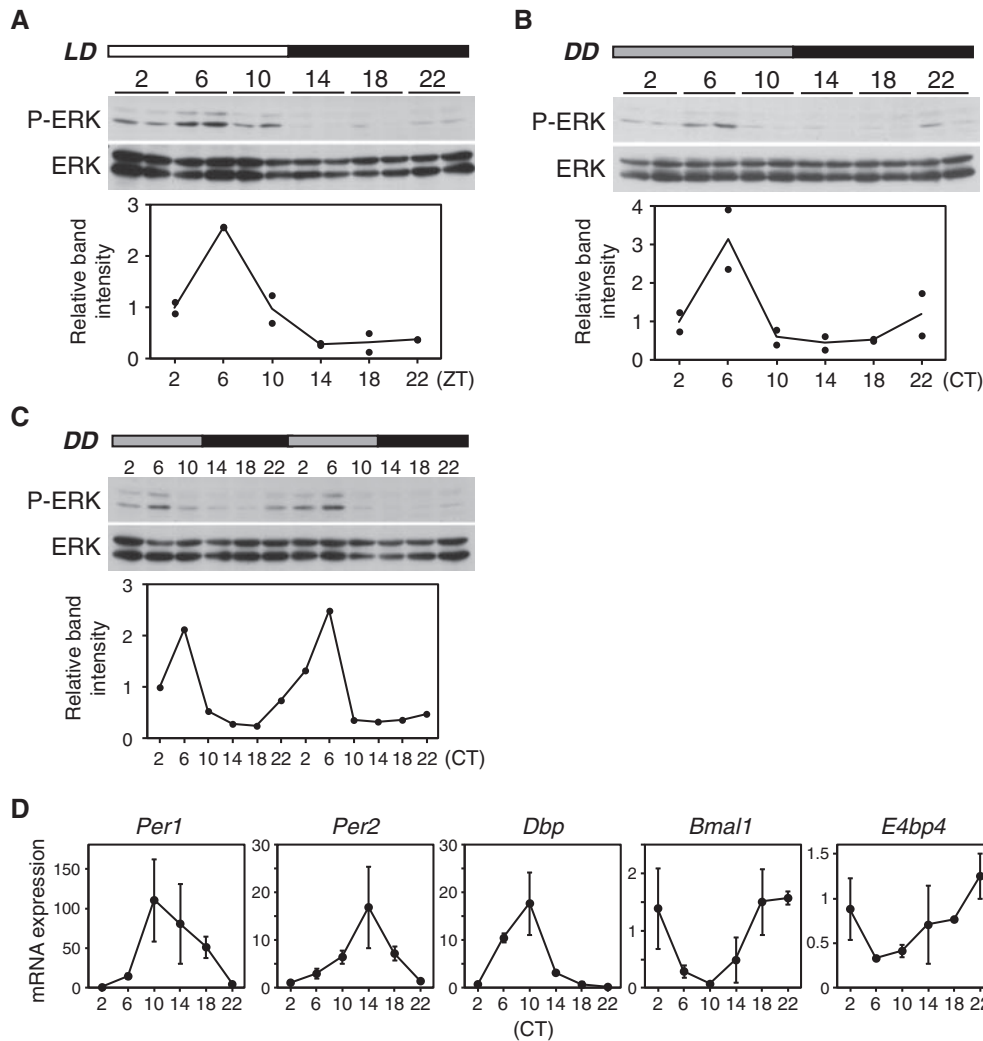 A
LD
2 6 10 14 18 22
P-ERK
ERK
Relative band
intensity
3
2
1
0
2 6 10 14 18 22 (ZT)
B
DD
2 6 10 14 18 22
P-ERK
ERK
Relative band
intensity
4
3
2
1
0
2 6 10 14 18 22 (CT)
C
DD
2 6 10 14 18 22 2 6 10 14 18 22
P-ERK
ERK
Relative band
intensity
3
2
1
0
2 6 10 14 18 22 2 6 10 14 18 22 (CT)
D
mRNA expression
Per1
150
100
50
0
2 6 10 14 18 22
Per2
30
20
10
0
2 6 10 14 18 22
Dbp
30
20
10
0
2 6 10 14 18 22
Bmal1
2
1
0
2 6 10 14 18 22
E4bp4
1.5
1
0.5
0
2 6 10 14 18 22
(CT)